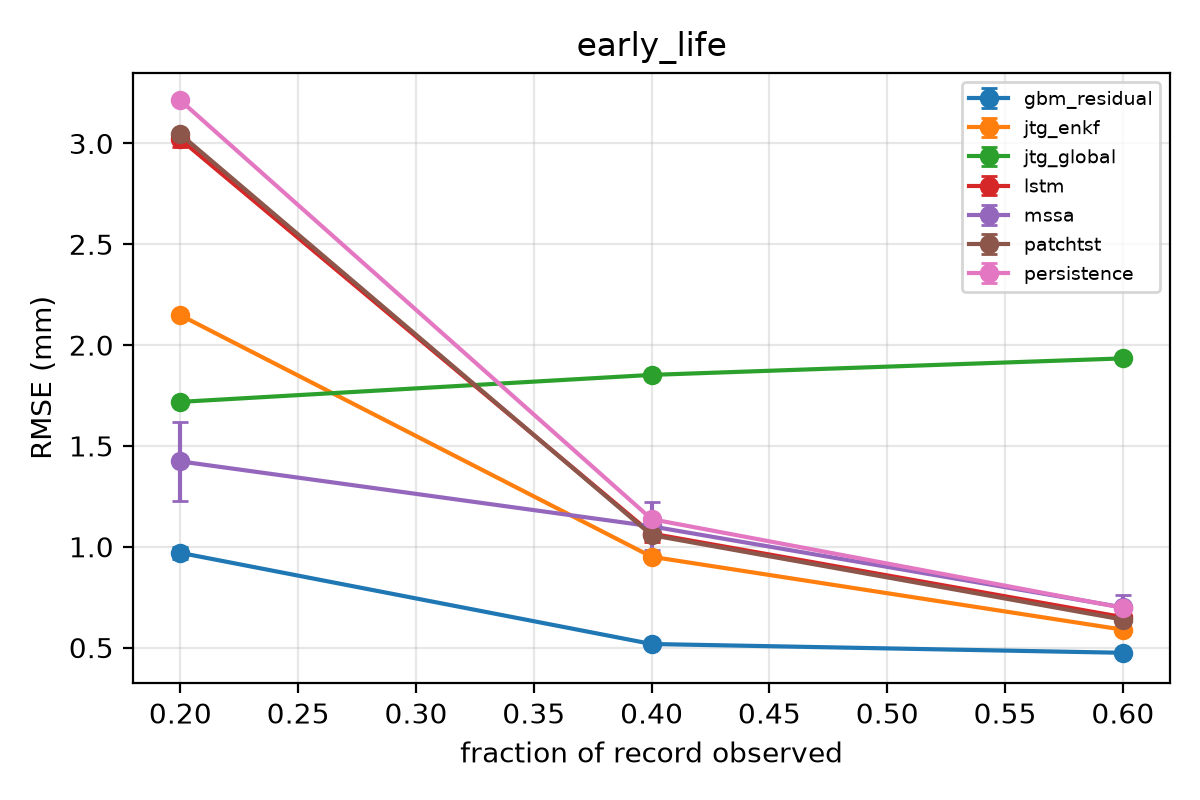 early_life
RMSE (mm)
3.0
2.5
2.0
1.5
1.0
0.5
gbm_residual
jtg_enkf
jtg_global
lstm
mssa
patchtst
persistence
0.20 0.25 0.30 0.35 0.40 0.45 0.50 0.55 0.60
fraction of record observed